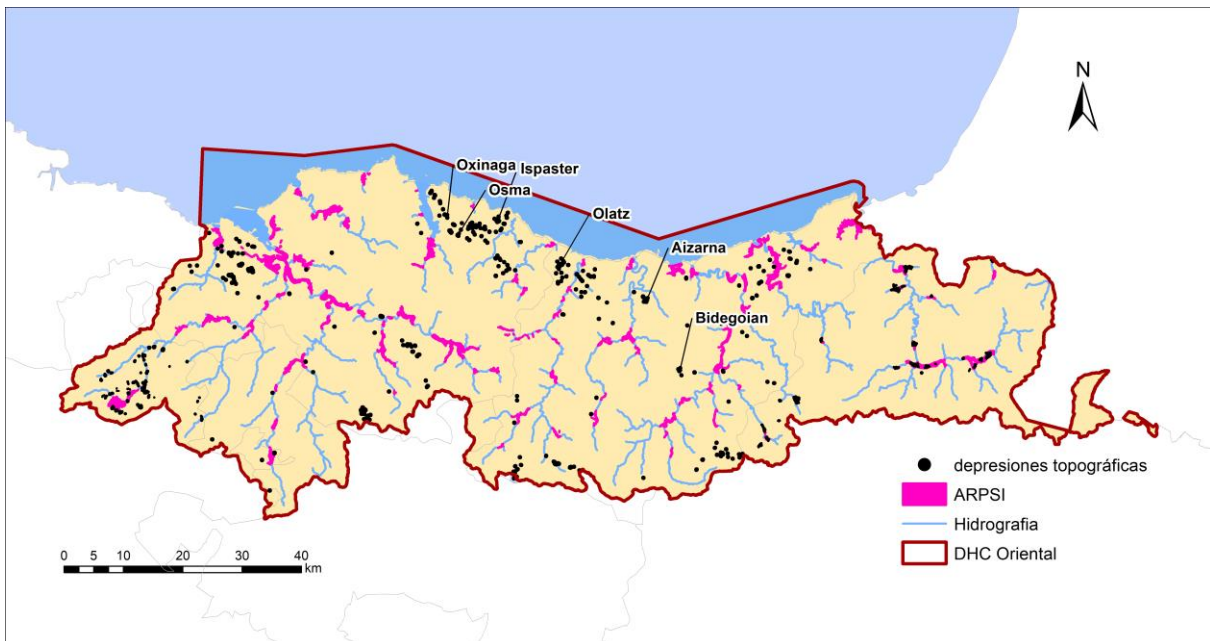 N
Oxinaga
Ispaster
Osma
Olatz
Aizarna
Bidegoian
depresiones topográficas
ARPSI
Hidrografia
DHC Oriental
0 5 10 20 30 40
km